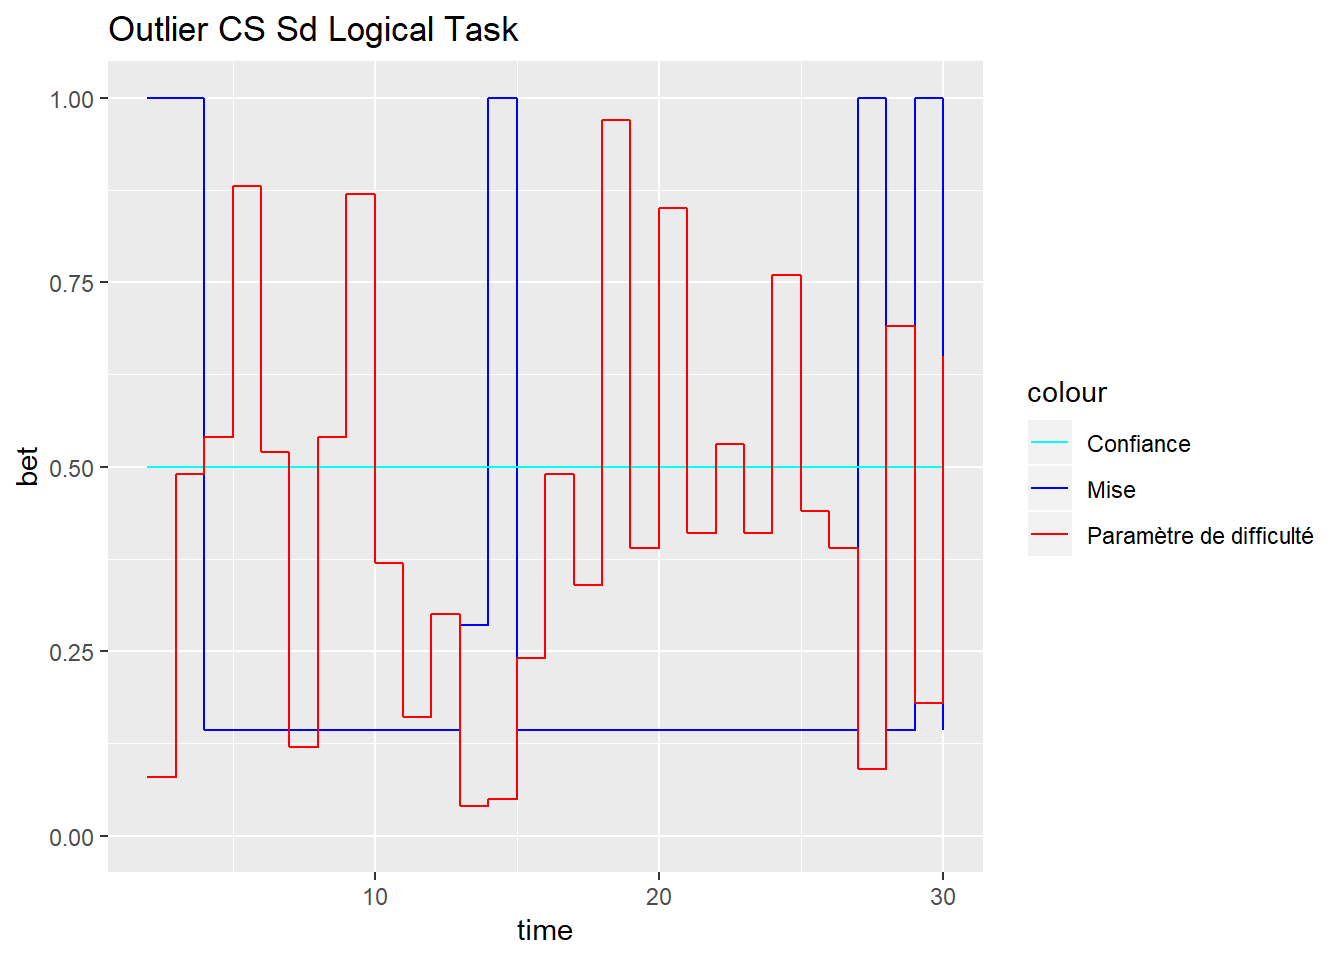 Outlier CS Sd Logical Task
1.00
0.75
0.50
0.25
0.00
bet
10 20 30
time
colour
Confiance
Mise
Paramètre de difficulté